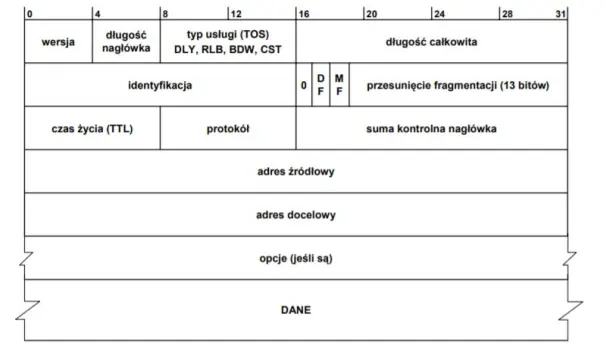 0 4 8 12 16 20 24 28 31
wersja
długość
nagłówka
typ usługi (TOS)
DLY, RLB, BDW, CST
długość całkowita
identyfikacja
0
D
F
M
F
przesunięcie fragmentacji (13 bitów)
czas życia (TTL)
protokół
suma kontrolna nagłówka
adres źródłowy
adres docelowy
opcje (jeśli są)
DANE